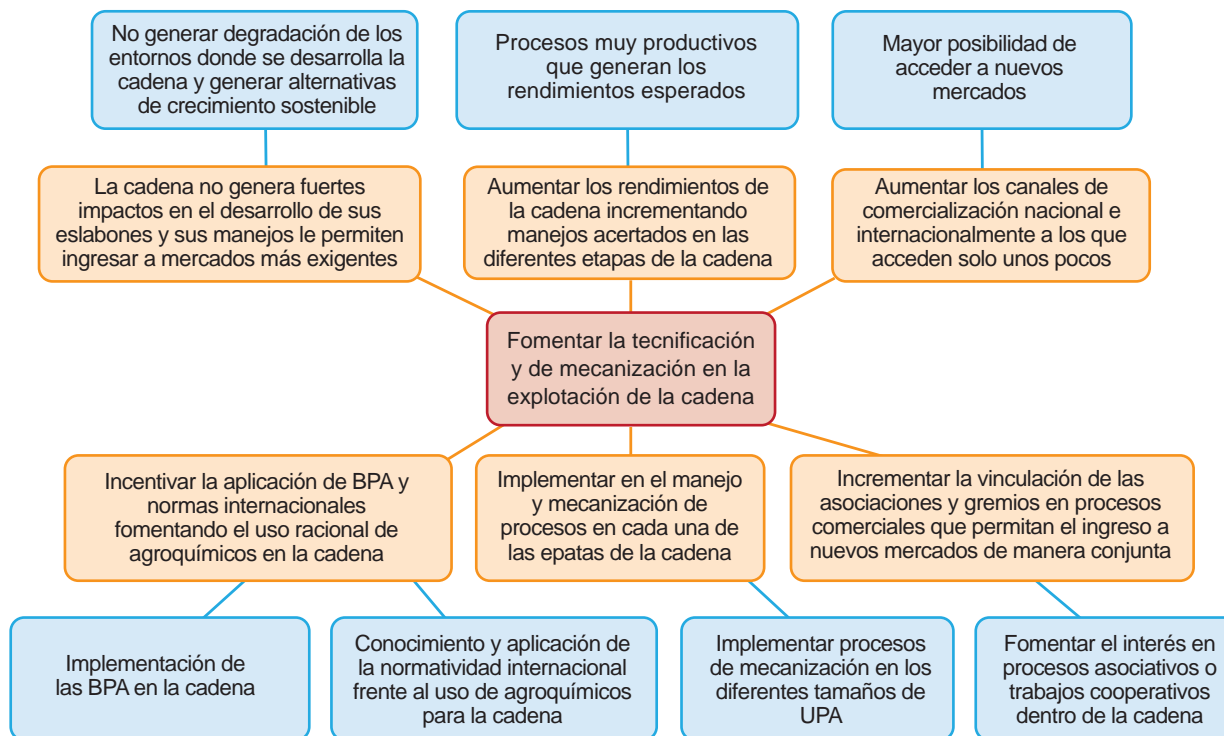 No generar degradación de los
entornos donde se desarrolla la
cadena y generar alternativas
de crecimiento sostenible
Procesos muy productivos
que generan los
rendimientos esperados
Mayor posibilidad de
acceder a nuevos
mercados
La cadena no genera fuertes
impactos en el desarrollo de sus
eslabones y sus manejos le permiten
ingresar a mercados más exigentes
Aumentar los rendimientos de
la cadena incrementando
manejos acertados en las
diferentes etapas de la cadena
Aumentar los canales de
comercialización nacional e
internacionalmente a los que
acceden solo unos pocos
Fomentar la tecnificación
y de mecanización en la
explotación de la cadena
Incentivar la aplicación de BPA y
normas internacionales
fomentando el uso racional de
agroquímicos en la cadena
Implementar en el manejo
y mecanización de
procesos en cada una de
las epatas de la cadena
Incrementar la vinculación de las
asociaciones y gremios en procesos
comerciales que permitan el ingreso a
nuevos mercados de manera conjunta
Implementación de
las BPA en la cadena
Conocimiento y aplicación de
la normatividad internacional
frente al uso de agroquímicos
para la cadena
Implementar procesos
de mecanización en los
diferentes tamaños de
UPA
Fomentar el interés en
procesos asociativos o
trabajos cooperativos
dentro de la cadena